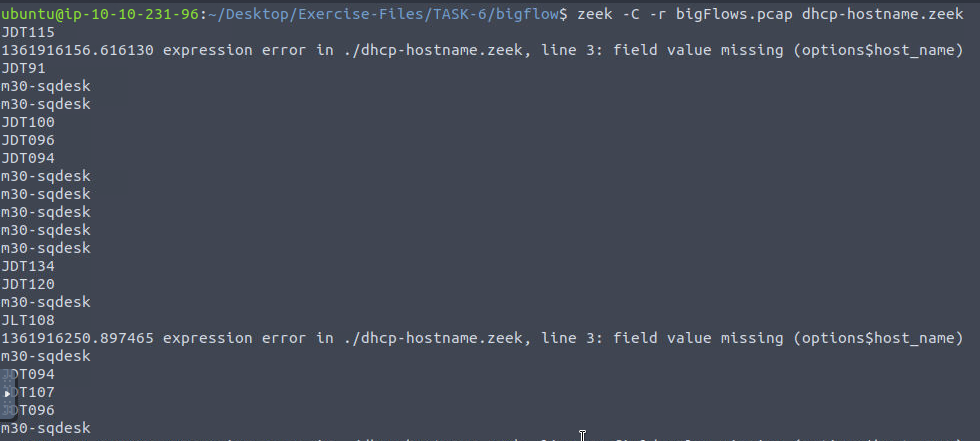 ubuntu@ip-10-10-231-96:~/Desktop/Exercise-Files/TASK-6/bigflow$ zeek -C -r bigFlows.pcap dhcp-hostname.zeek
JDT115
1361916156.616130 expression error in ./dhcp-hostname.zeek, line 3: field value missing (options$host_name)
JDT91
m30-sqdesk
m30-sqdesk
JDT100
JDT096
JDT094
m30-sqdesk
m30-sqdesk
m30-sqdesk
m30-sqdesk
m30-sqdesk
JDT134
JDT120
m30-sqdesk
JLT108
1361916250.897465 expression error in ./dhcp-hostname.zeek, line 3: field value missing (options$host_name)
m30-sqdesk
JDT094
JDT107
JDT096
m30-sqdesk